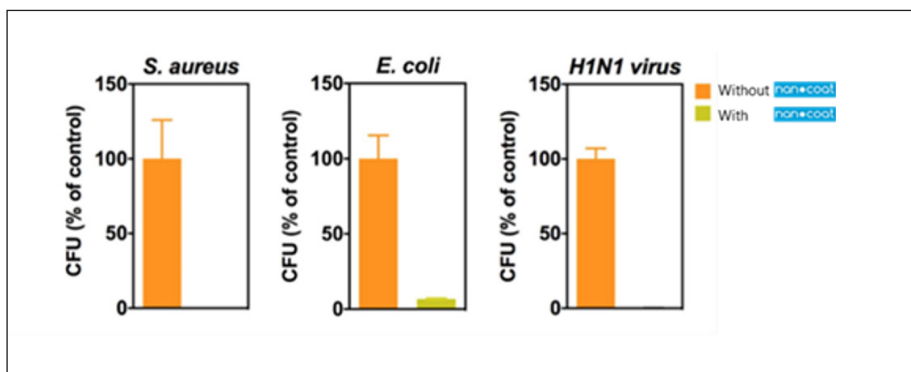 S. aureus
150
100
50
0
CFU (% of control)
E. coli
150
100
50
0
CFU (% of control)
H1N1 virus
150
100
50
0
CFU (% of control)
Without nan•coat
With nan•coat